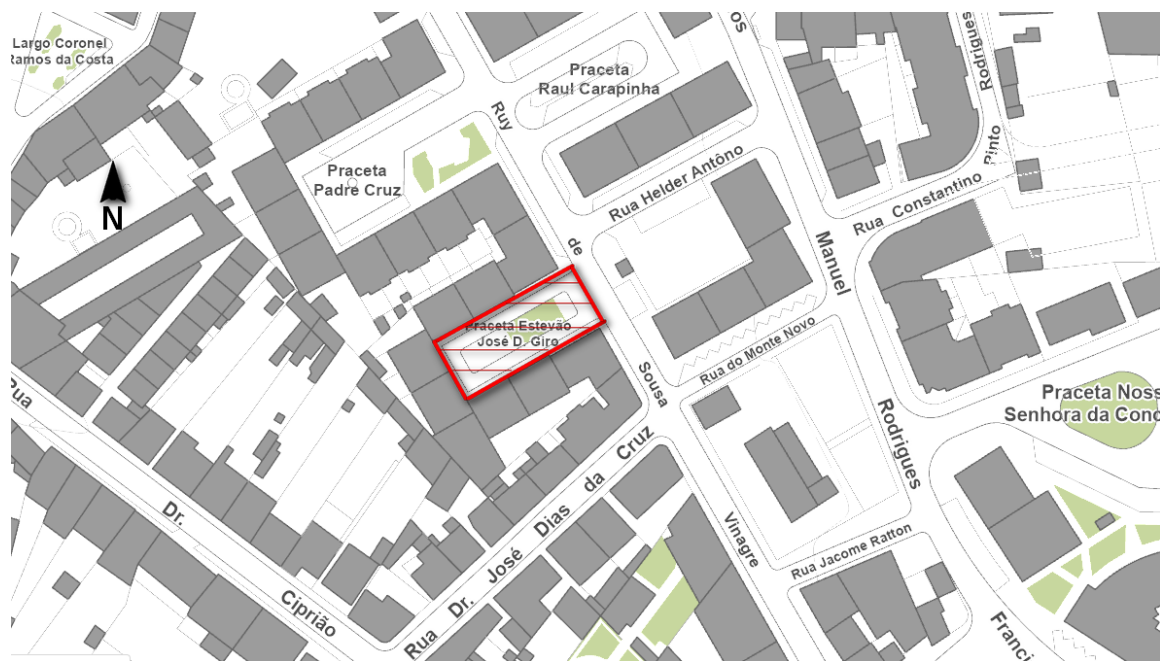 Largo Coronel
Ramos da Costa
N
Praceta
Padre Cruz
Praceta
Raul Carapinha
Ruy de Sousa Vinagre
Rua Helder Antôno
Manuel Rodrigues
Rua Constantino
Pinto
Rodrigues
Praceta Estevão
José D. Giro
Rua do Monte Novo
Praceta Noss
Senhora da Conc
Rua Dr. José Dias da Cruz
Rua Dr. Ciprião
Rua Jacome Ratton
Franci